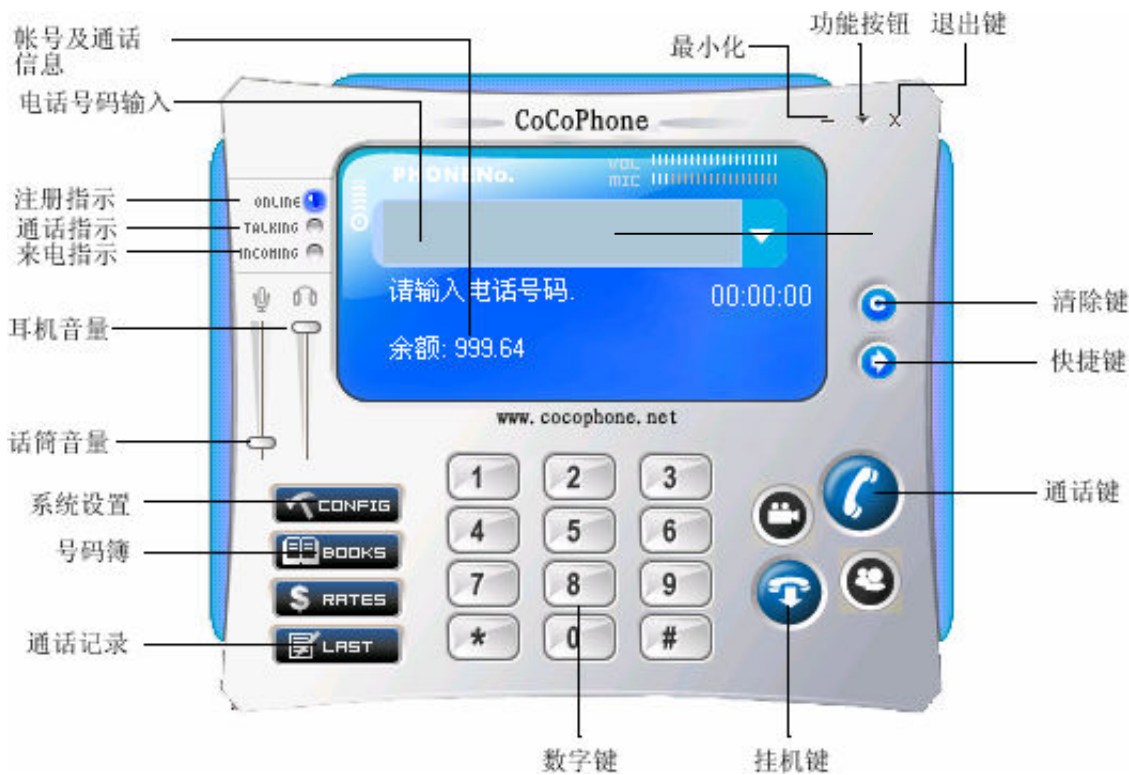 帐号及通话
信息
电话号码输入
最小化
功能按钮
退出键
CoCoPhone
PHONENo.
VOL
MIC
注册指示
ONLINE
通话指示
TALKING
来电指示
INCOMING
请输入电话号码.
00:00:00
余额: 999.64
清除键
快捷键
耳机音量
话筒音量
www.cocophone.net
系统设置
CONFIG
号码簿
BOOKS
RATES
通话记录
LAST
1 2 3
4 5 6
7 8 9
* 0 #
通话键
数字键
挂机键